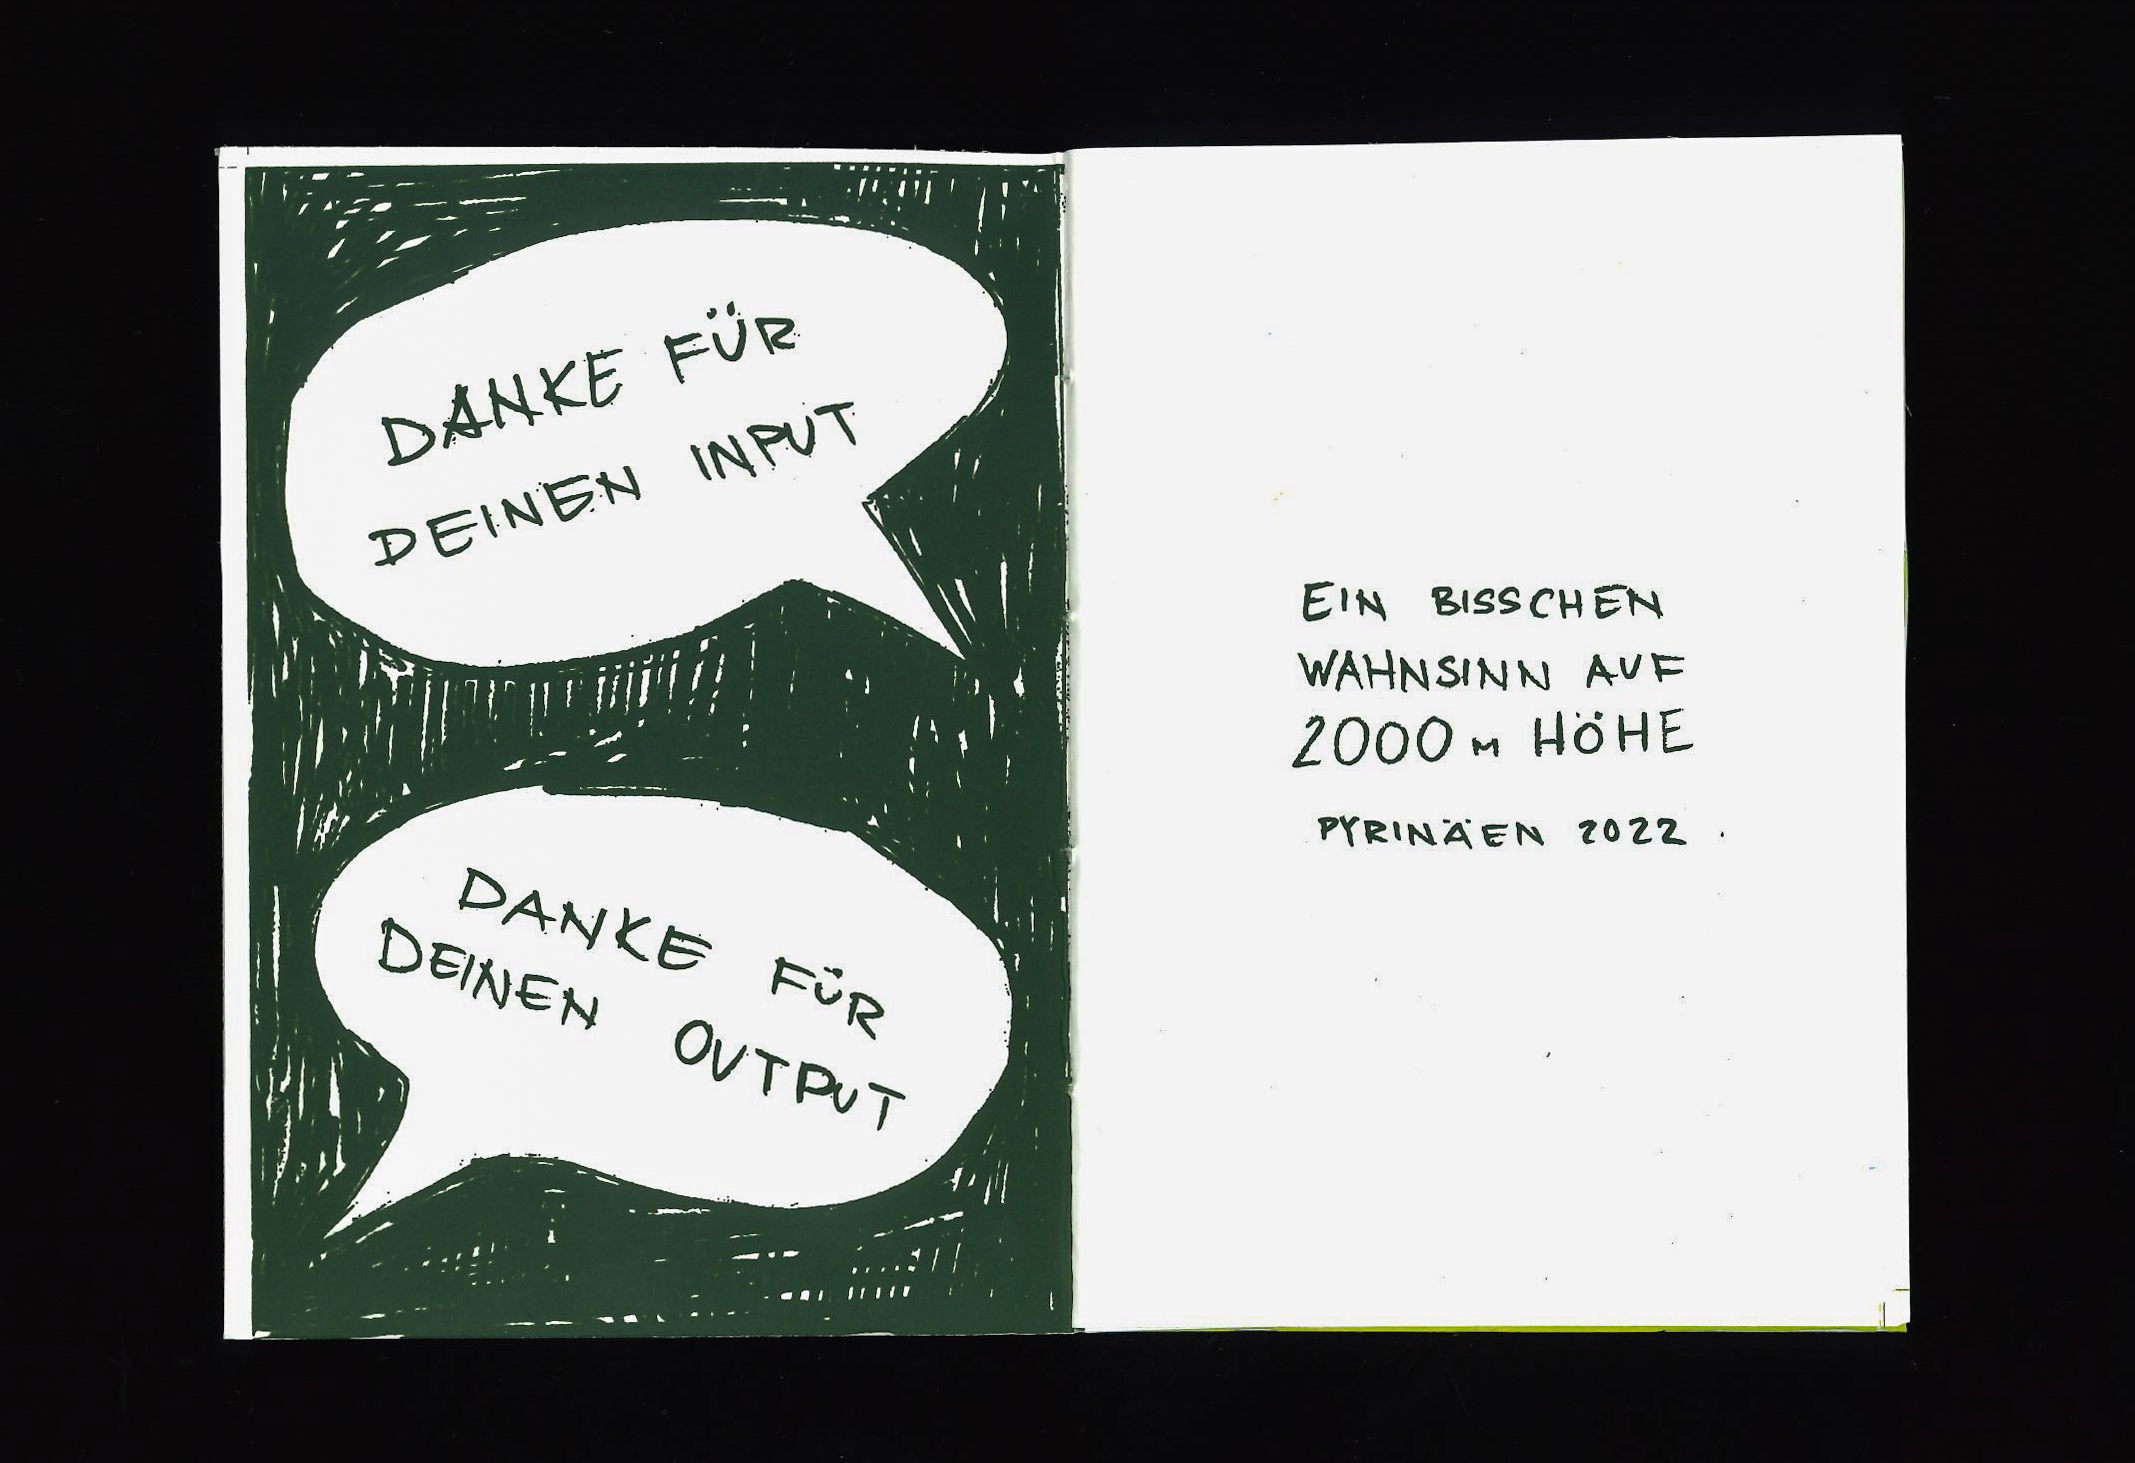 DANKE FÜR
DEINEN INPUT
DANKE FÜR
DEINEN OUTPUT
EIN BISSCHEN
WAHNSINN AUF
2000 M HÖHE
PYRINÄEN 2022.